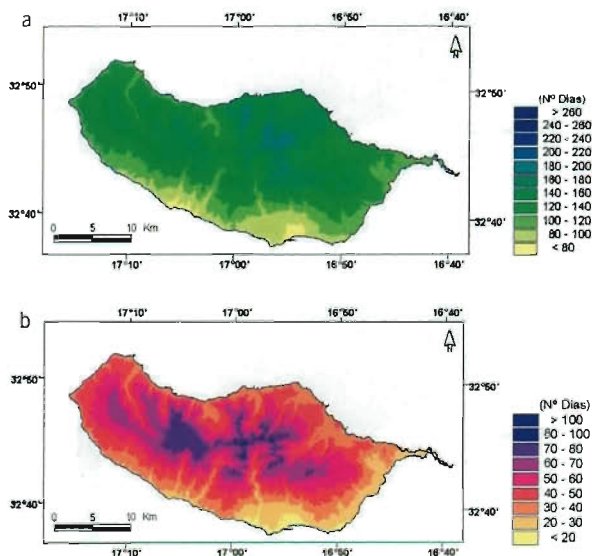 a
17°10' 17°00' 16°50' 16°40'
N
32°50' 32°50'
32°40' 32°40'
0 5 10 Km
17°10' 17°00' 16°50' 16°40'
(Nº Dias)
> 260
240 - 260
220 - 240
200 - 220
180 - 200
160 - 180
140 - 160
120 - 140
100 - 120
80 - 100
< 80
b
17°10' 17°00' 16°50' 16°40'
N
32°50' 32°50'
32°40' 32°40'
0 5 10 Km
17°10' 17°00' 16°50' 16°40'
(Nº Dias)
> 100
80 - 100
70 - 80
60 - 70
50 - 60
40 - 50
30 - 40
20 - 30
< 20